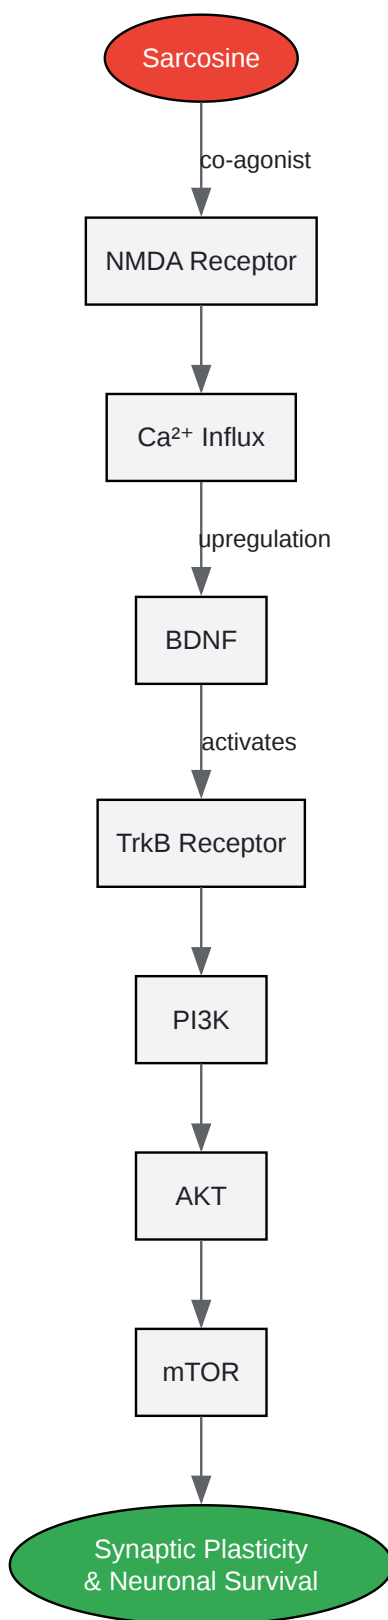 Sarcosine
co-agonist
NMDA Receptor
Ca²⁺ Influx
upregulation
BDNF
activates
TrkB Receptor
PI3K
AKT
mTOR
Synaptic Plasticity
& Neuronal Survival